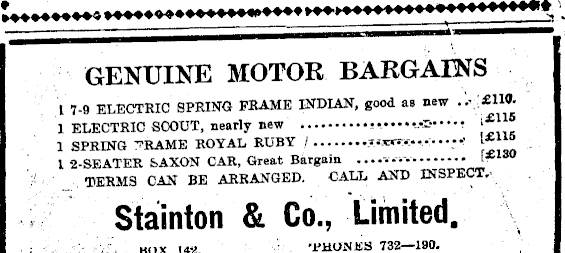 GENUINE MOTOR BARGAINS
1 7-9 ELECTRIC SPRING FRAME INDIAN, good as new .. £110.
1 ELECTRIC SCOUT, nearly new .................. £115
1 SPRING FRAME ROYAL RUBY .................. £115
1 2-SEATER SAXON CAR, Great Bargain ............ £130
TERMS CAN BE ARRANGED. CALL AND INSPECT.
Stainton & Co., Limited.
BOX 142. 'PHONES 732—190.